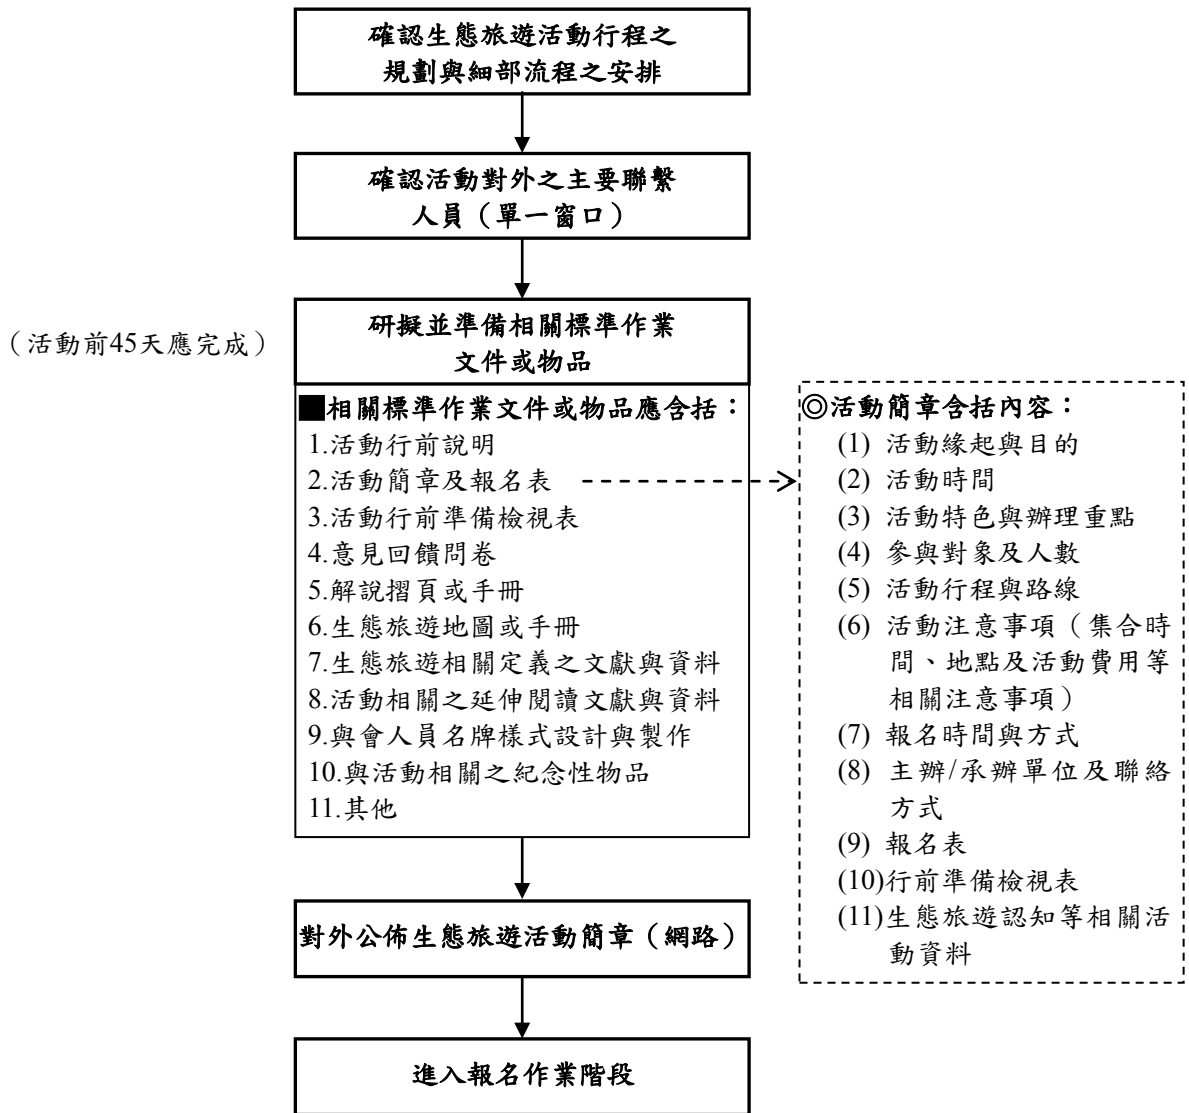 確認生態旅遊活動行程之
規劃與細部流程之安排
確認活動對外之主要聯繫
人員（單一窗口）
（活動前45天應完成）
研擬並準備相關標準作業
文件或物品
■相關標準作業文件或物品應含括：
1.活動行前說明
2.活動簡章及報名表
3.活動行前準備檢視表
4.意見回饋問卷
5.解說摺頁或手冊
6.生態旅遊地圖或手冊
7.生態旅遊相關定義之文獻與資料
8.活動相關之延伸閱讀文獻與資料
9.與會人員名牌樣式設計與製作
10.與活動相關之紀念性物品
11.其他
◎活動簡章含括內容：
(1) 活動緣起與目的
(2) 活動時間
(3) 活動特色與辦理重點
(4) 參與對象及人數
(5) 活動行程與路線
(6) 活動注意事項（集合時
間、地點及活動費用等
相關注意事項）
(7) 報名時間與方式
(8) 主辦/承辦單位及聯絡
方式
(9) 報名表
(10)行前準備檢視表
(11)生態旅遊認知等相關活
動資料
對外公佈生態旅遊活動簡章（網路）
進入報名作業階段